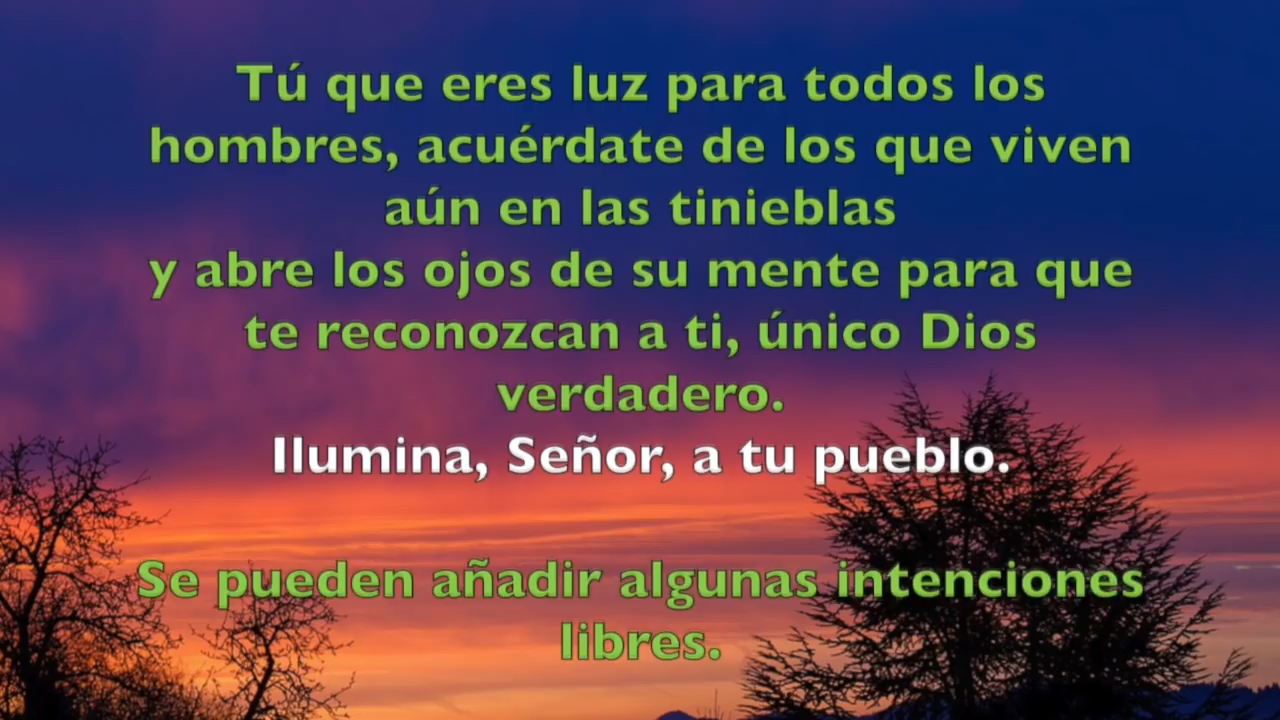 Tú que eres luz para todos los
hombres, acuérdate de los que viven
aún en las tinieblas
y abre los ojos de su mente para que
te reconozcan a ti, único Dios
verdadero.
Ilumina, Señor, a tu pueblo.
Se pueden añadir algunas intenciones
libres.